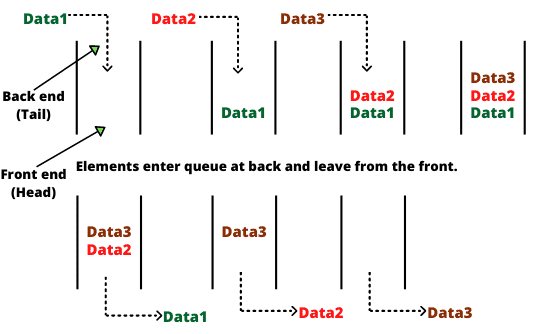 Data1
Data2
Data3
Back end
(Tail)
Data1
Data2
Data1
Data3
Data2
Data1
Front end
(Head)
Elements enter queue at back and leave from the front.
Data3
Data2
Data3
Data1
Data2
Data3